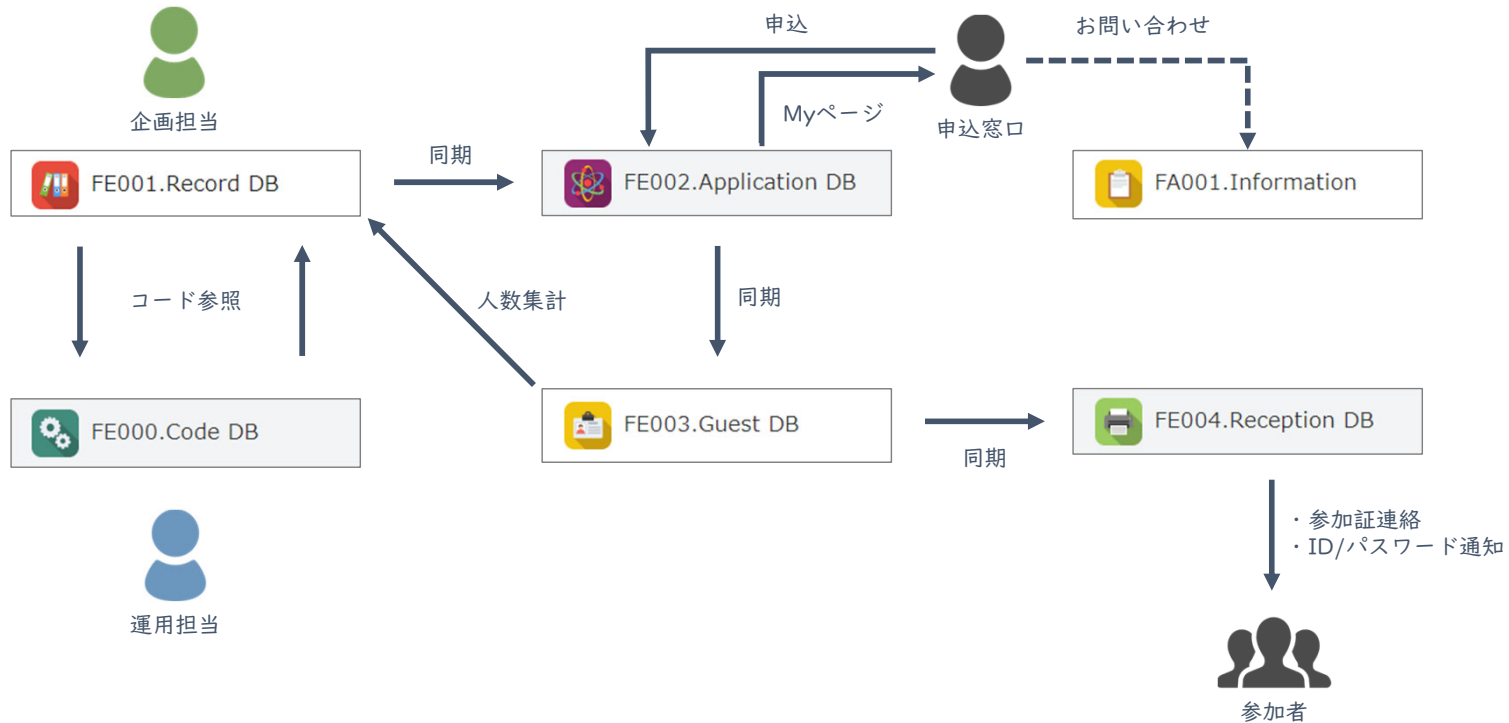 申込
お問い合わせ
Myページ
企画担当
申込窓口
FE001.Record DB
同期
FE002.Application DB
FA001.Information
コード参照
人数集計
同期
FE000.Code DB
FE003.Guest DB
同期
FE004.Reception DB
・参加証連絡
・ID/パスワード通知
運用担当
参加者